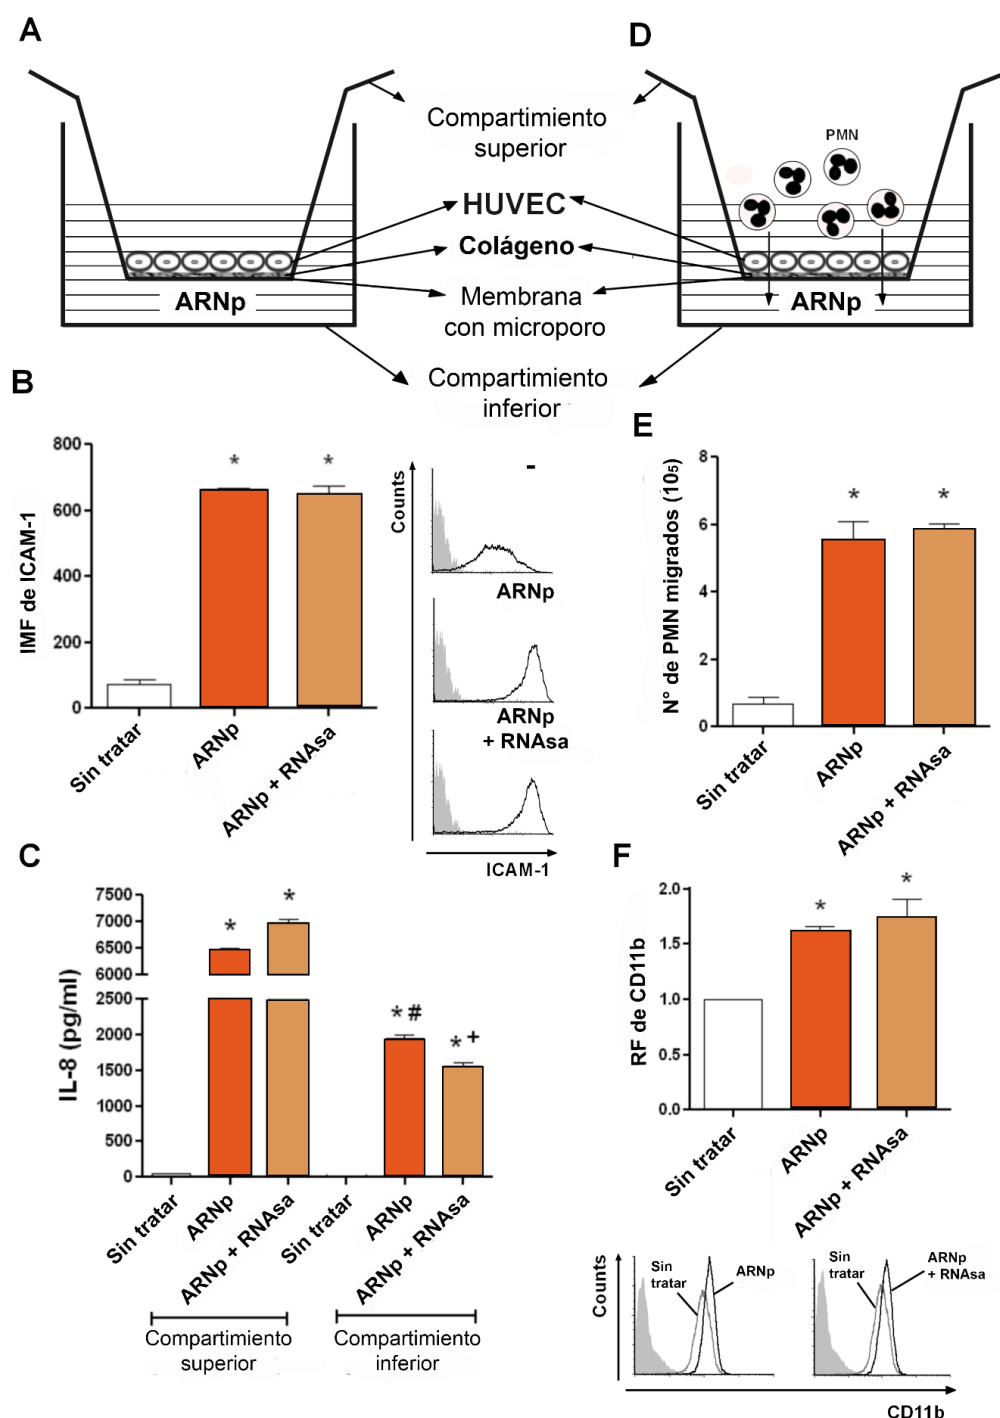 A
D
Compartimiento
superior
PMN
HUVEC
Colágeno
ARNp
Membrana
con microporo
ARNp
Compartimiento
inferior
B
IMF de ICAM-1
800
600
400
200
0
*
*
Sin tratar
ARNp
ARNp + RNAsa
Counts
-
ARNp
ARNp
+ RNAsa
ICAM-1
E
N° de PMN migrados (10₅)
8
6
4
2
0
*
*
Sin tratar
ARNp
ARNp + RNAsa
C
IL-8 (pg/ml)
7500
7000
6500
6000
2500
2000
1500
1000
500
0
*
*
*#
*+
Sin tratar
ARNp
ARNp + RNAsa
Sin tratar
ARNp
ARNp + RNAsa
Compartimiento
superior
Compartimiento
inferior
F
RF de CD11b
2.0
1.5
1.0
0.5
0.0
*
*
Sin tratar
ARNp
ARNp + RNAsa
Counts
Sin
tratar
ARNp
Sin
tratar
ARNp
+ RNAsa
CD11b